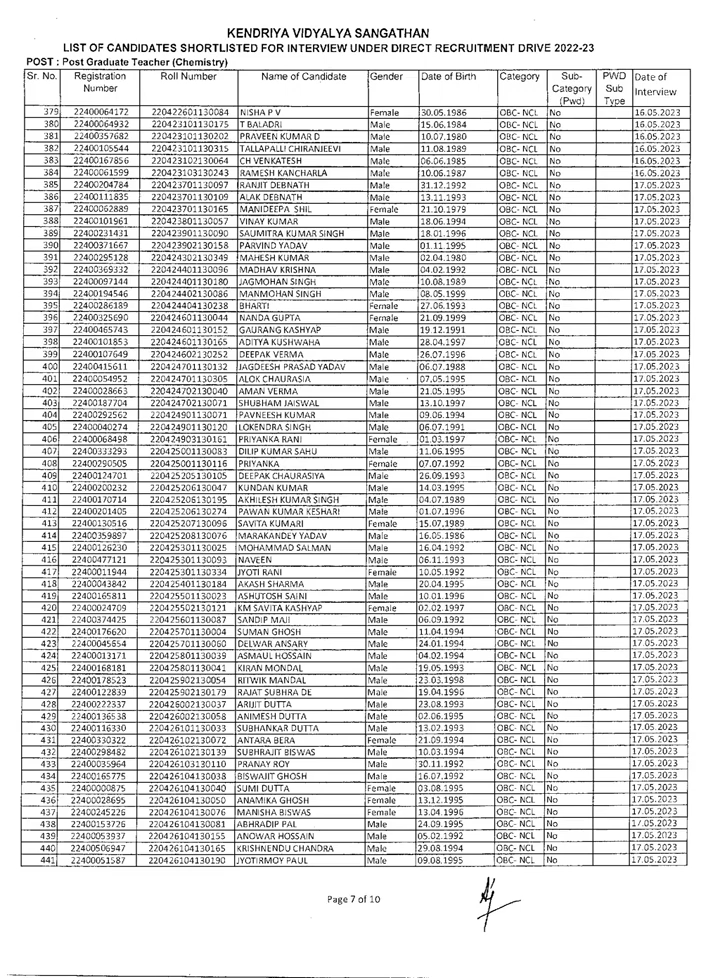 KENDRIYA VIDYALYA SANGATHAN
LIST OF CANDIDATES SHORTLISTED FOR INTERVIEW UNDER DIRECT RECRUITMENT DRIVE 2022-23
POST : Post Graduate Teacher (Chemistry)
Sr. No. Registration Number Roll Number Name of Candidate Gender Date of Birth Category Sub-Category (Pwd) PWD Sub Type Date of Interview
379 22400064172 220422601130084 NISHA P V Female 30.05.1986 OBC- NCL No 16.05.2023
380 22400064932 220423101130175 T BALADRI Male 15.06.1984 OBC- NCL No 16.05.2023
381 22400357682 220423101130202 PRAVEEN KUMAR D Male 10.07.1980 OBC- NCL No 16.05.2023
382 22400105544 220423101130315 TALLAPALLI CHIRANJEEVI Male 11.08.1989 OBC- NCL No 16.05.2023
383 22400167856 220423102130064 CH VENKATESH Male 06.06.1985 OBC- NCL No 16.05.2023
384 22400061599 220423103130243 RAMESH KANCHARLA Male 10.06.1987 OBC- NCL No 16.05.2023
385 22400204784 220423701130097 RANJIT DEBNATH Male 31.12.1992 OBC- NCL No 17.05.2023
386 22400111835 220423701130109 ALAK DEBNATH Male 13.11.1993 OBC- NCL No 17.05.2023
387 22400062889 220423701130165 MANIDEEPA SHIL Female 21.10.1979 OBC- NCL No 17.05.2023
388 22400101961 220423801130057 VINAY KUMAR Male 18.06.1994 OBC- NCL No 17.05.2023
389 22400231431 220423901130090 SAUMITRA KUMAR SINGH Male 18.01.1996 OBC- NCL No 17.05.2023
390 22400371667 220423902130158 PARVIND YADAV Male 01.11.1995 OBC- NCL No 17.05.2023
391 22400295128 220424302130349 MAHESH KUMAR Male 02.04.1980 OBC- NCL No 17.05.2023
392 22400369332 220424401130096 MADHAV KRISHNA Male 04.02.1992 OBC- NCL No 17.05.2023
393 22400097144 220424401130180 JAGMOHAN SINGH Male 10.08.1989 OBC- NCL No 17.05.2023
394 22400194546 220424402130086 MANMOHAN SINGH Male 08.05.1999 OBC- NCL No 17.05.2023
395 22400286189 220424404130238 BHARTI Female 27.06.1993 OBC- NCL No 17.05.2023
396 22400325690 220424601130044 NANDA GUPTA Female 21.09.1999 OBC- NCL No 17.05.2023
397 22400465743 220424601130152 GAURANG KASHYAP Male 19.12.1991 OBC- NCL No 17.05.2023
398 22400101853 220424601130165 ADITYA KUSHWAHA Male 28.04.1997 OBC- NCL No 17.05.2023
399 22400107649 220424602130252 DEEPAK VERMA Male 26.07.1996 OBC- NCL No 17.05.2023
400 22400415611 220424701130132 JAGDEESH PRASAD YADAV Male 06.07.1988 OBC- NCL No 17.05.2023
401 22400054952 220424701130305 ALOK CHAURASIA Male 07.05.1995 OBC- NCL No 17.05.2023
402 22400028663 220424702130040 AMAN VERMA Male 21.05.1995 OBC- NCL No 17.05.2023
403 22400187704 220424702130071 SHUBHAM JAISWAL Male 13.10.1997 OBC- NCL No 17.05.2023
404 22400292562 220424901130071 PAVNEESH KUMAR Male 09.06.1994 OBC- NCL No 17.05.2023
405 22400040274 220424901130120 LOKENDRA SINGH Male 06.07.1991 OBC- NCL No 17.05.2023
406 22400068498 220424903130161 PRIYANKA RANI Female 01.03.1997 OBC- NCL No 17.05.2023
407 22400333293 220425001130083 DILIP KUMAR SAHU Male 11.06.1995 OBC- NCL No 17.05.2023
408 22400290505 220425001130116 PRIYANKA Female 07.07.1992 OBC- NCL No 17.05.2023
409 22400124701 220425205130105 DEEPAK CHAURASIYA Male 26.09.1993 OBC- NCL No 17.05.2023
410 22400200232 220425206130047 KUNDAN KUMAR Male 14.03.1995 OBC- NCL No 17.05.2023
411 22400170714 220425206130195 AKHILESH KUMAR SINGH Male 04.07.1989 OBC- NCL No 17.05.2023
412 22400201405 220425206130274 PAWAN KUMAR KESHARI Male 01.07.1996 OBC- NCL No 17.05.2023
413 22400130516 220425207130096 SAVITA KUMARI Female 15.07.1989 OBC- NCL No 17.05.2023
414 22400359897 220425208130076 MARAKANDEY YADAV Male 16.05.1986 OBC- NCL No 17.05.2023
415 22400126230 220425301130025 MOHAMMAD SALMAN Male 16.04.1992 OBC- NCL No 17.05.2023
416 22400477121 220425301130093 NAVEEN Male 06.11.1993 OBC- NCL No 17.05.2023
417 22400011944 220425301130334 JYOTI RANI Female 10.05.1992 OBC- NCL No 17.05.2023
418 22400043842 220425401130184 AKASH SHARMA Male 20.04.1995 OBC- NCL No 17.05.2023
419 22400165811 220425501130023 ASHUTOSH SAINI Male 10.01.1996 OBC- NCL No 17.05.2023
420 22400024709 220425502130121 KM SAVITA KASHYAP Female 02.02.1997 OBC- NCL No 17.05.2023
421 22400374425 220425601130087 SANDIP MAJI Male 06.09.1992 OBC- NCL No 17.05.2023
422 22400176620 220425701130004 SUMAN GHOSH Male 11.04.1994 OBC- NCL No 17.05.2023
423 22400045654 220425701130060 DELWAR ANSARY Male 24.01.1994 OBC- NCL No 17.05.2023
424 22400013171 220425801130039 ASMAUL HOSSAIN Male 04.02.1994 OBC- NCL No 17.05.2023
425 22400168181 220425801130041 KIRAN MONDAL Male 19.05.1993 OBC- NCL No 17.05.2023
426 22400178523 220425902130054 RITWIK MANDAL Male 23.03.1998 OBC- NCL No 17.05.2023
427 22400122839 220425902130179 RAJAT SUBHRA DE Male 19.04.1996 OBC- NCL No 17.05.2023
428 22400222337 220426002130037 ARIJIT DUTTA Male 23.08.1993 OBC- NCL No 17.05.2023
429 22400136538 220426002130058 ANIMESH DUTTA Male 02.06.1995 OBC- NCL No 17.05.2023
430 22400116330 220426101130033 SUBHANKAR DUTTA Male 13.02.1993 OBC- NCL No 17.05.2023
431 22400330322 220426102130072 ANTARA BERA Female 21.09.1994 OBC- NCL No 17.05.2023
432 22400298482 220426102130139 SUBHRAJIT BISWAS Male 10.03.1994 OBC- NCL No 17.05.2023
433 22400035964 220426103130110 PRANAY ROY Male 30.11.1992 OBC- NCL No 17.05.2023
434 22400165775 220426104130038 BISWAJIT GHOSH Male 16.07.1992 OBC- NCL No 17.05.2023
435 22400000875 220426104130040 SUMI DUTTA Female 03.08.1995 OBC- NCL No 17.05.2023
436 22400028695 220426104130050 ANAMIKA GHOSH Female 13.12.1995 OBC- NCL No 17.05.2023
437 22400245226 220426104130076 MANISHA BISWAS Female 13.04.1996 OBC- NCL No 17.05.2023
438 22400153726 220426104130081 ABHRADIP PAL Male 24.09.1995 OBC- NCL No 17.05.2023
439 22400053937 220426104130155 ANOWAR HOSSAIN Male 05.02.1992 OBC- NCL No 17.05.2023
440 22400506947 220426104130165 KRISHNENDU CHANDRA Male 29.08.1994 OBC- NCL No 17.05.2023
441 22400051587 220426104130190 JYOTIRMOY PAUL Male 09.08.1995 OBC- NCL No 17.05.2023
Page 7 of 10